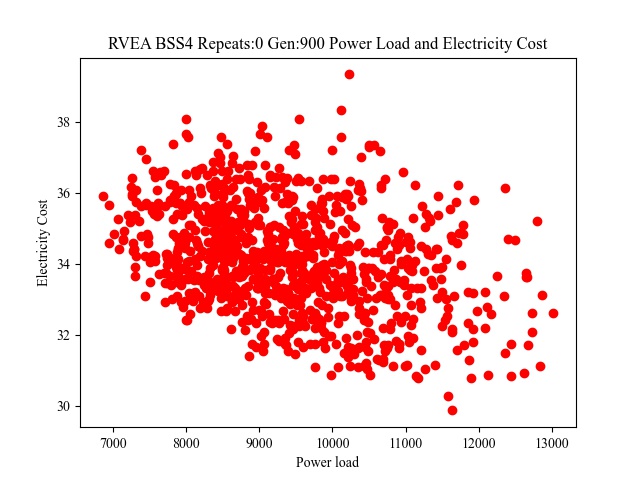 RVEA BSS4 Repeats:0 Gen:900 Power Load and Electricity Cost
38
36
34
32
30
Electricity Cost
7000 8000 9000 10000 11000 12000 13000
Power load